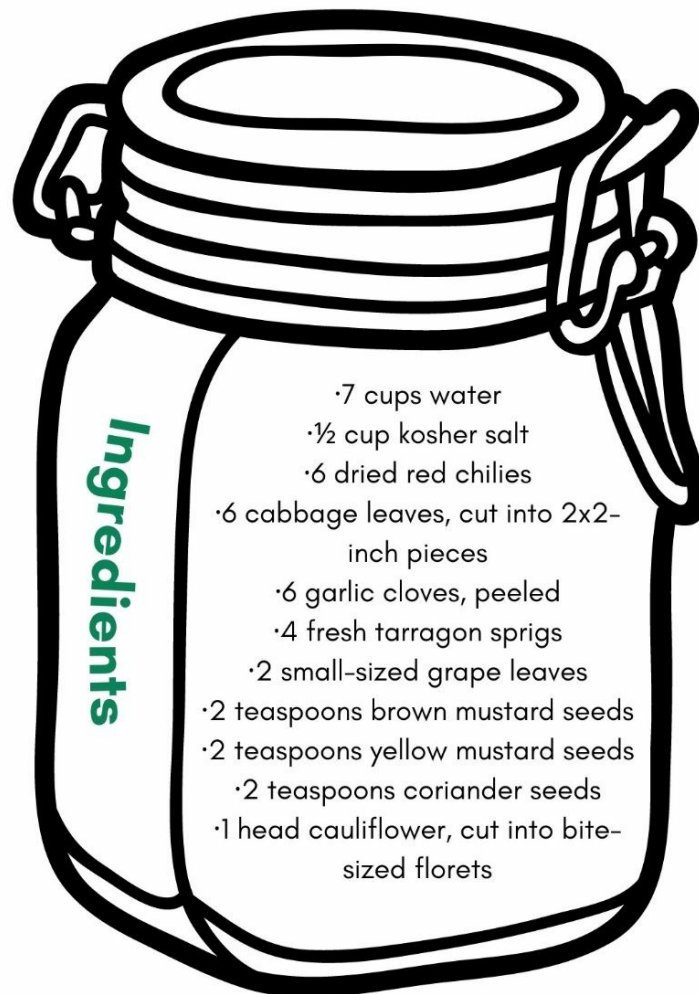 Ingredients
·7 cups water
·½ cup kosher salt
·6 dried red chilies
·6 cabbage leaves, cut into 2x2-
inch pieces
·6 garlic cloves, peeled
·4 fresh tarragon sprigs
·2 small-sized grape leaves
·2 teaspoons brown mustard seeds
·2 teaspoons yellow mustard seeds
·2 teaspoons coriander seeds
·1 head cauliflower, cut into bite-
sized florets